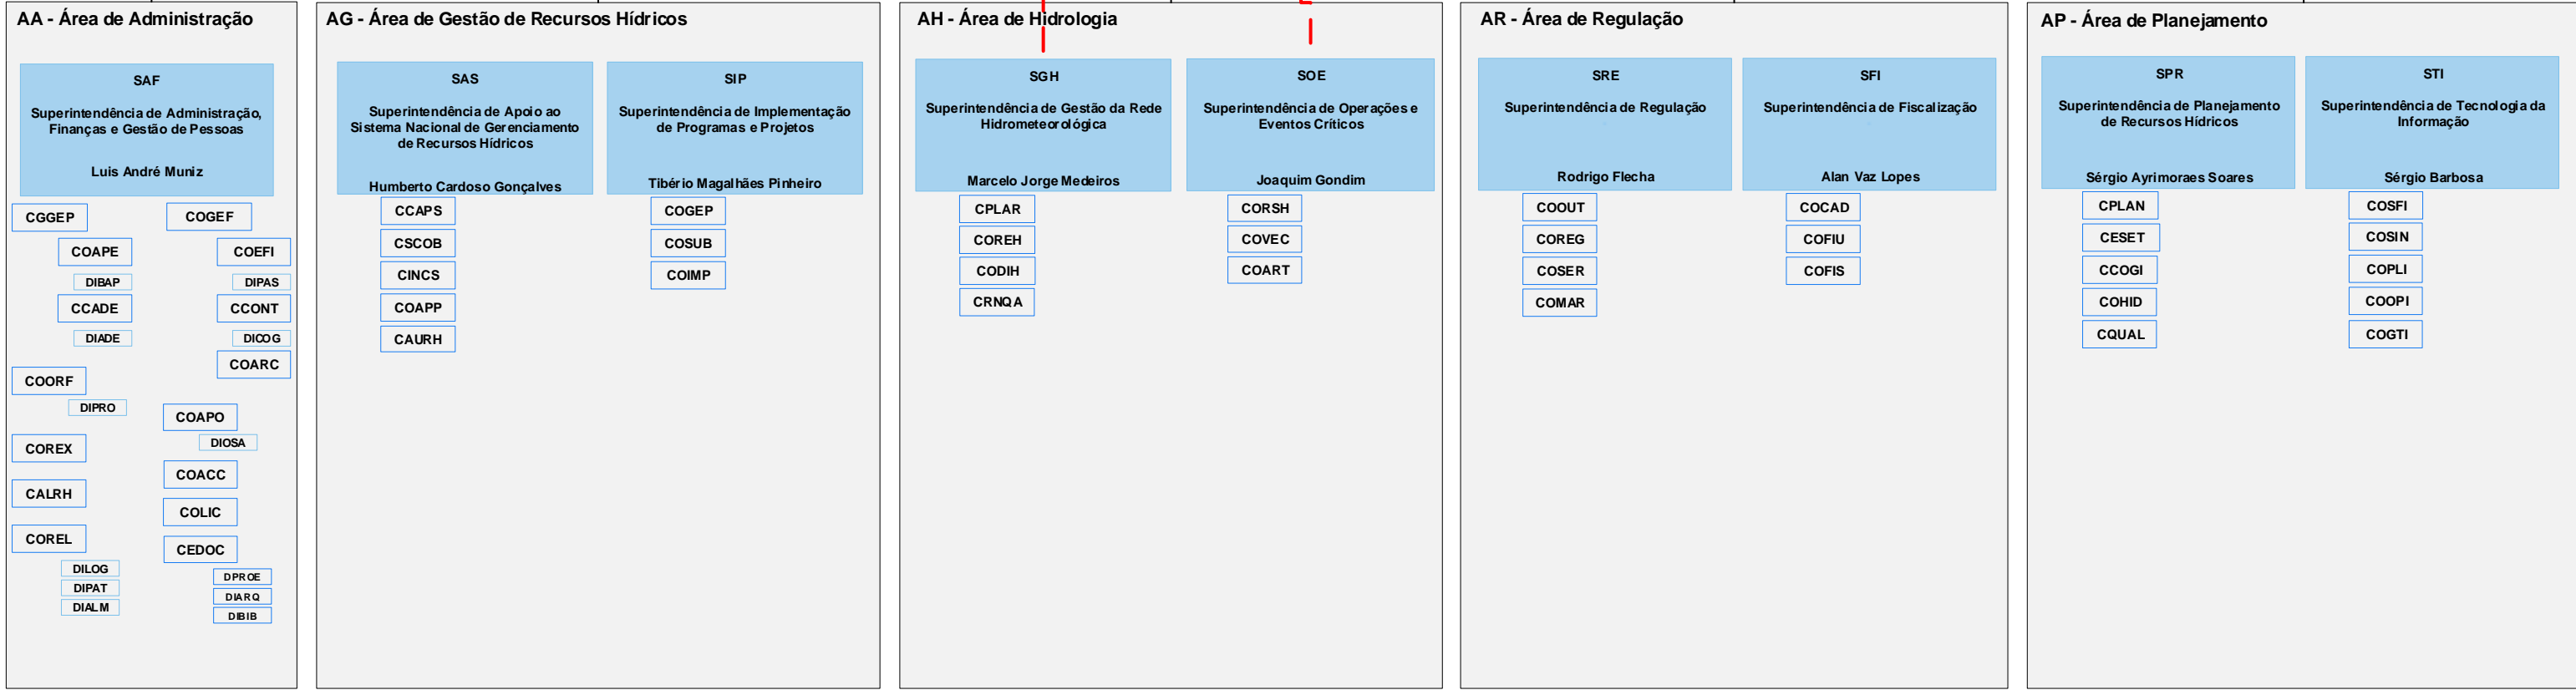 AA - Área de Administração
SAF
Superintendência de Administração,
Finanças e Gestão de Pessoas
Luis André Muniz
CGGEP
COAPE
DIBAP
CCADE
DIADE
COORF
DIPRO
COREX
CALRH
COREL
DILOG
DIPAT
DIALM
COGEF
COEFI
DIPAS
CCONT
DICOG
COARC
COAPO
DIOSA
COACC
COLIC
CEDOC
DPROE
DIARQ
DIBIB
AG - Área de Gestão de Recursos Hídricos
SAS
Superintendência de Apoio ao
Sistema Nacional de Gerenciamento
de Recursos Hídricos
Humberto Cardoso Gonçalves
CCAPS
CSCOB
CINCS
COAPP
CAURH
SIP
Superintendência de Implementação
de Programas e Projetos
Tibério Magalhães Pinheiro
COGEP
COSUB
COIMP
AH - Área de Hidrologia
SGH
Superintendência de Gestão da Rede
Hidrometeorológica
Marcelo Jorge Medeiros
CPLAR
COREH
CODIH
CRNQA
SOE
Superintendência de Operações e
Eventos Críticos
Joaquim Gondim
CORSH
COVEC
COART
AR - Área de Regulação
SRE
Superintendência de Regulação
Rodrigo Flecha
COOUT
COREG
COSER
COMAR
SFI
Superintendência de Fiscalização
Alan Vaz Lopes
COCAD
COFIU
COFIS
AP - Área de Planejamento
SPR
Superintendência de Planejamento
de Recursos Hídricos
Sérgio Ayrimoraes Soares
CPLAN
CESET
CCOGI
COHID
CQUAL
STI
Superintendência de Tecnologia da
Informação
Sérgio Barbosa
COSFI
COSIN
COPLI
COOPI
COGTI